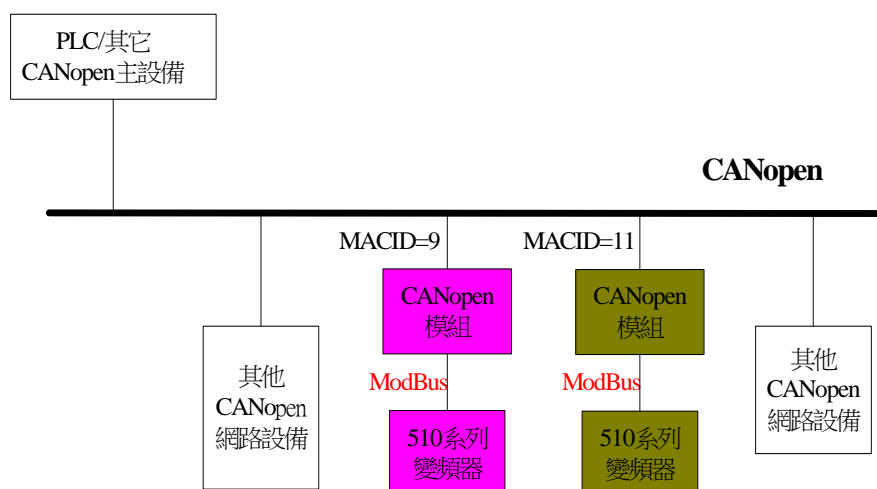 PLC/其它
CANopen主設備
CANopen
MACID=9
MACID=11
CANopen
模組
CANopen
模組
ModBus
ModBus
其他
CANopen
網路設備
510系列
變頻器
510系列
變頻器
其他
CANopen
網路設備